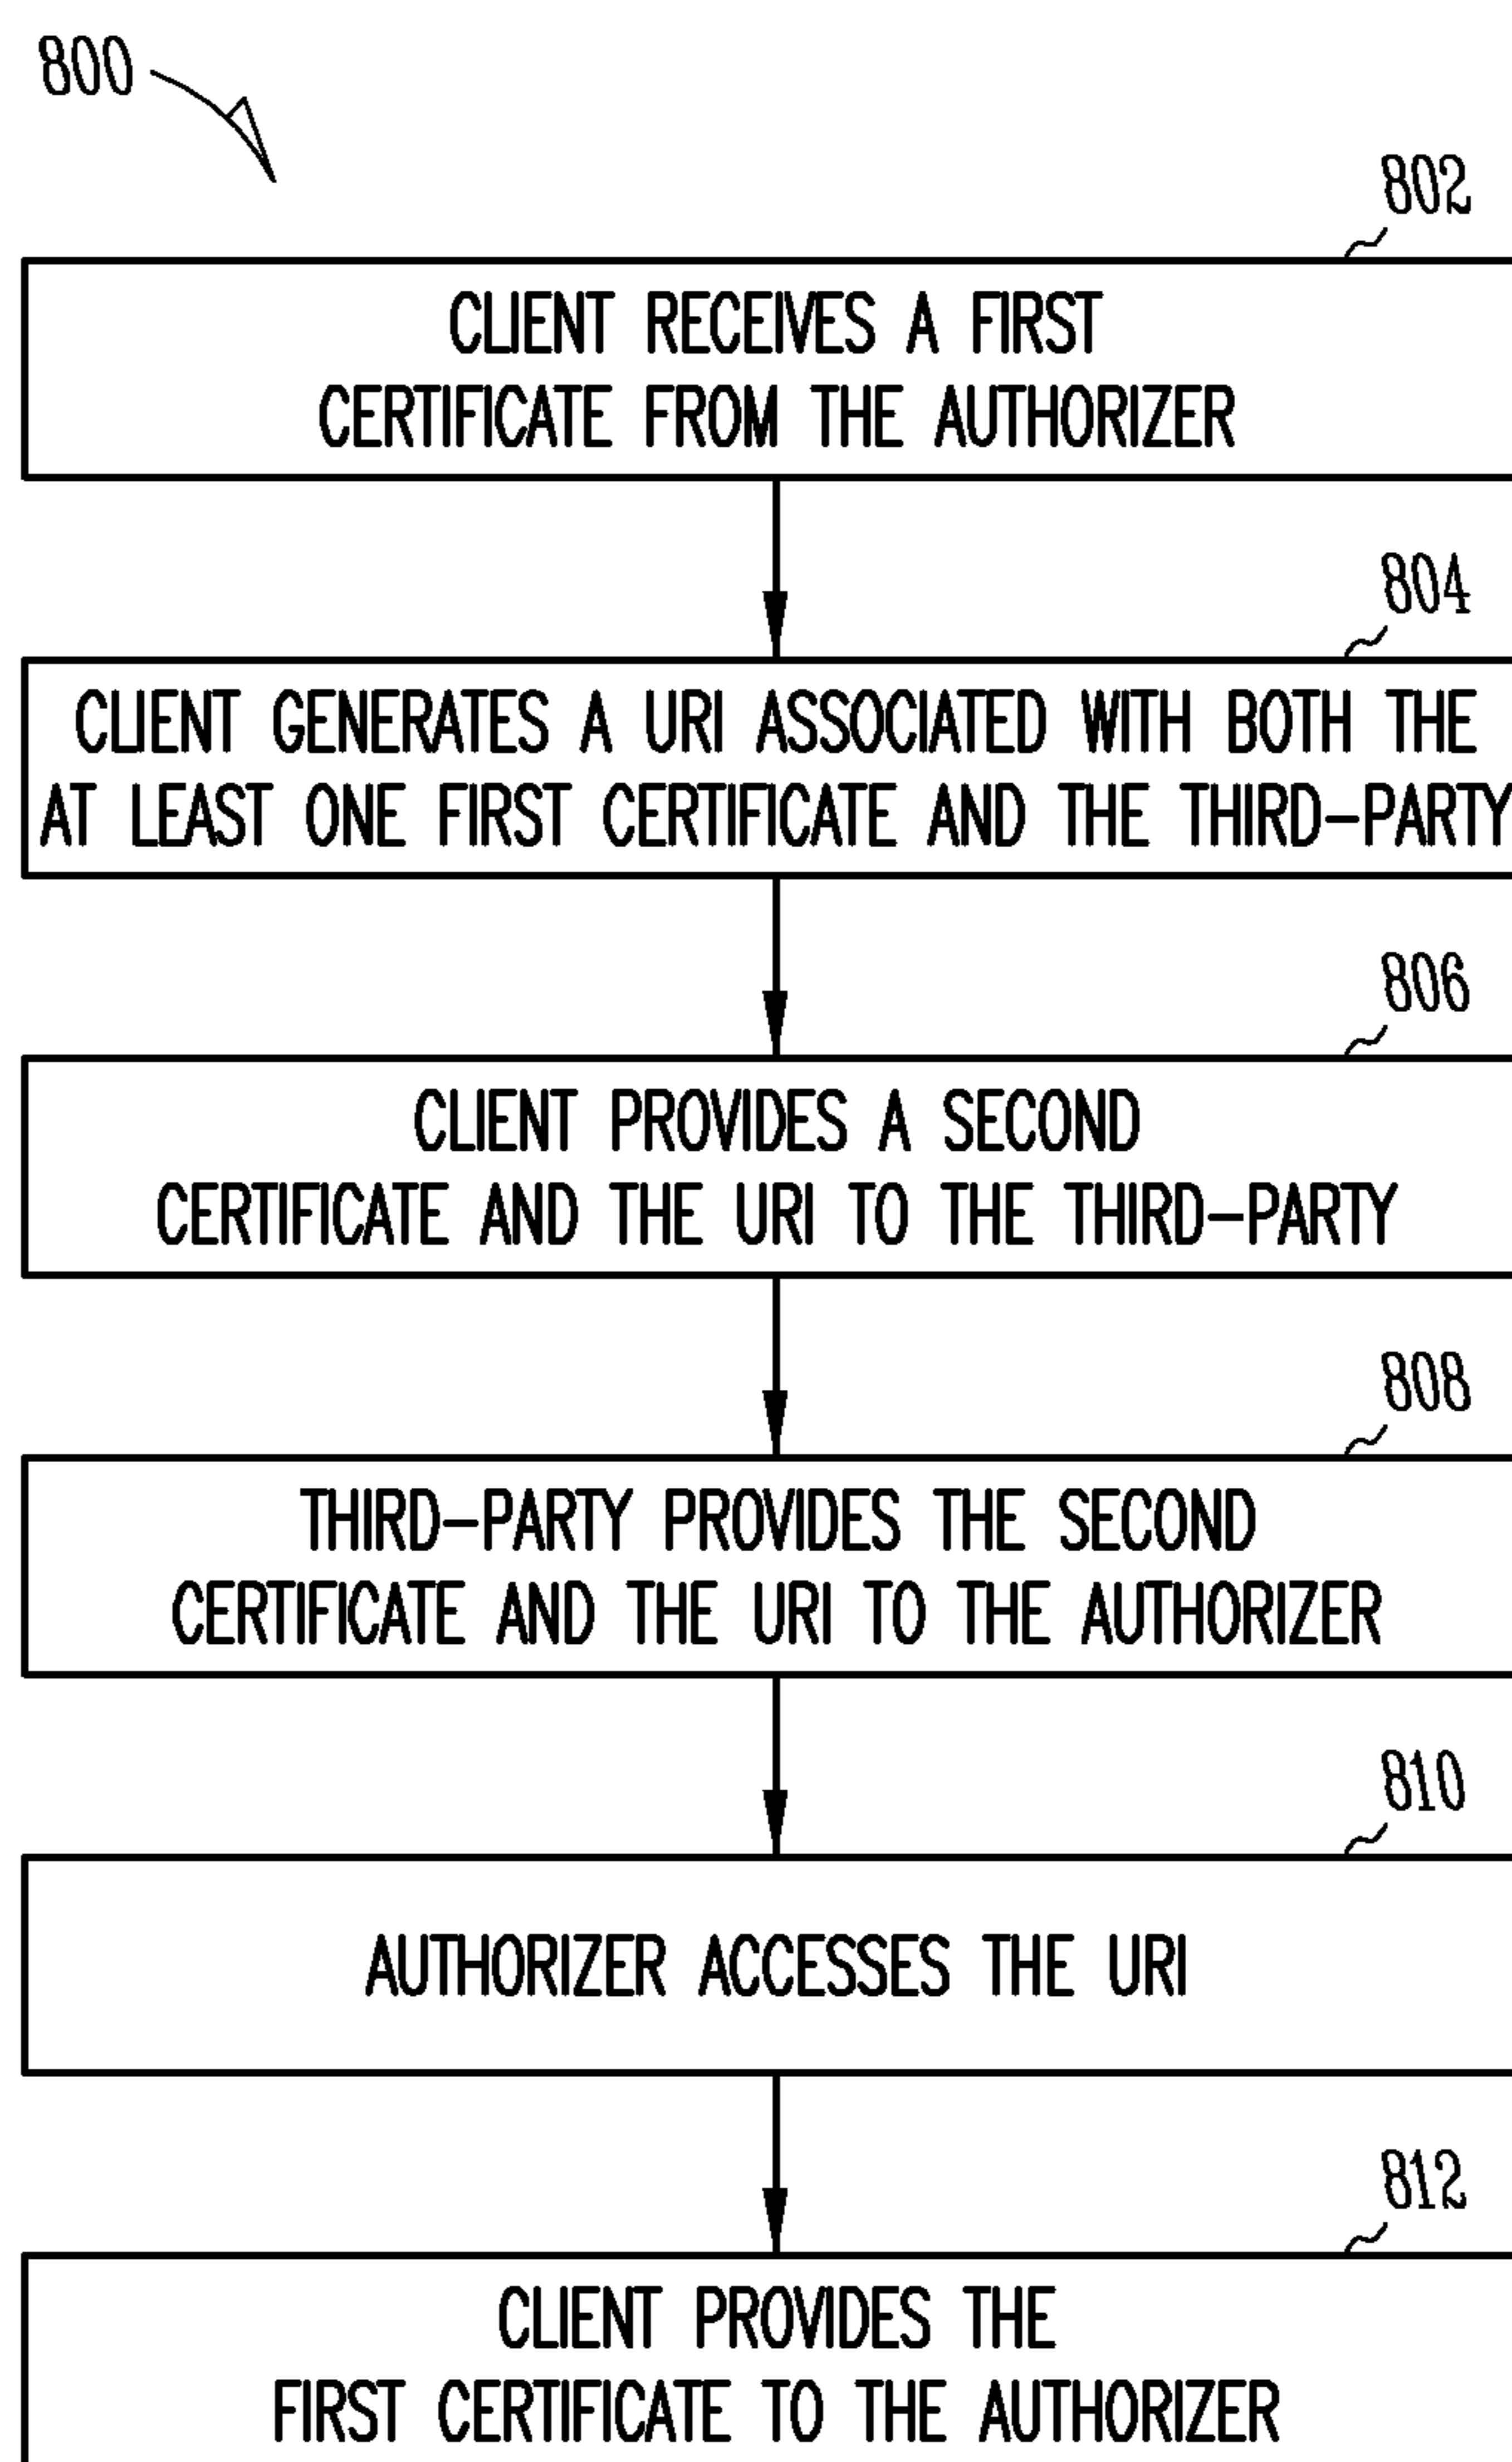 800
802
CLIENT RECEIVES A FIRST
CERTIFICATE FROM THE AUTHORIZER
804
CLIENT GENERATES A URI ASSOCIATED WITH BOTH THE
AT LEAST ONE FIRST CERTIFICATE AND THE THIRD-PARTY
806
CLIENT PROVIDES A SECOND
CERTIFICATE AND THE URI TO THE THIRD-PARTY
808
THIRD-PARTY PROVIDES THE SECOND
CERTIFICATE AND THE URI TO THE AUTHORIZER
810
AUTHORIZER ACCESSES THE URI
812
CLIENT PROVIDES THE
FIRST CERTIFICATE TO THE AUTHORIZER